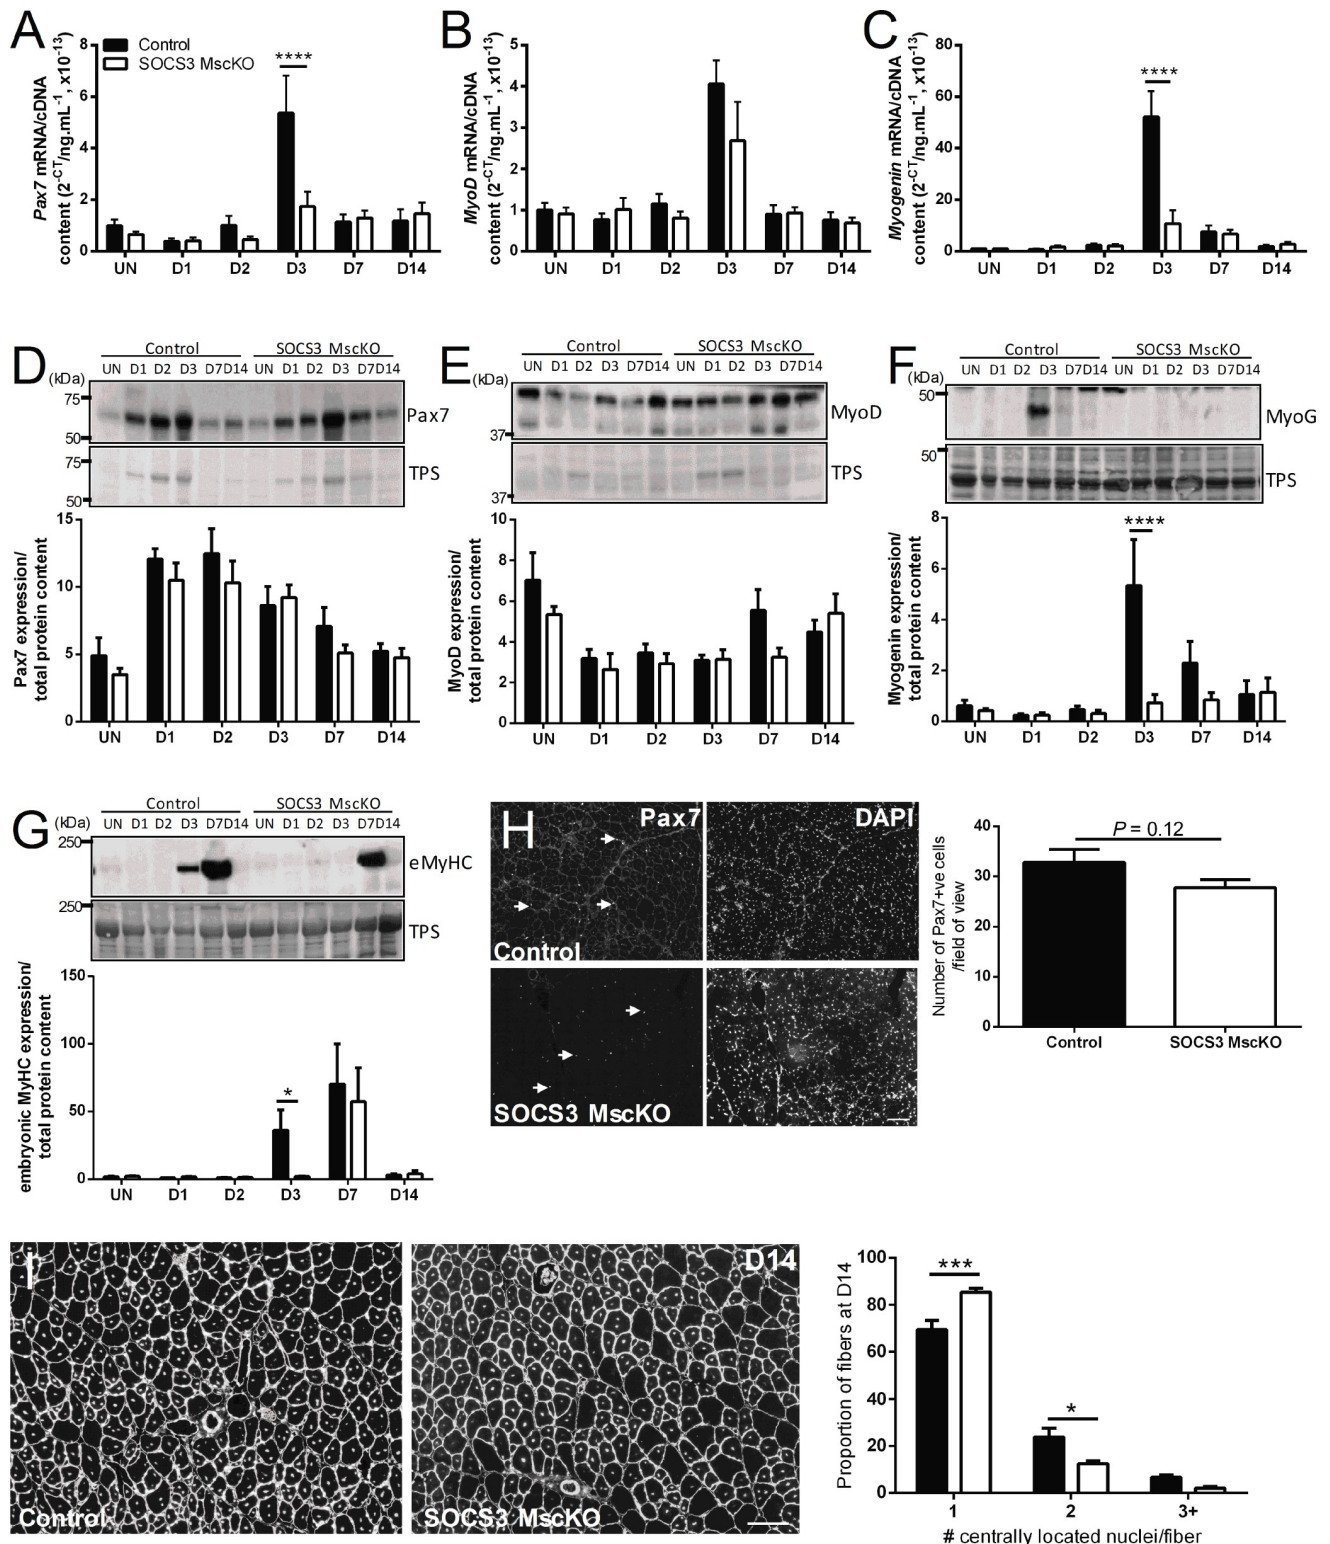 A
B
C
Control
SOCS3 MscKO
****
****
Pax7 mRNA/cDNA
content (2-CT/ng.mL-1, x10-13)
8
6
4
2
0
UN D1 D2 D3 D7 D14
MyoD mRNA/cDNA
content (2-CT/ng.mL-1, x10-13)
5
4
3
2
1
0
UN D1 D2 D3 D7 D14
Myogenin mRNA/cDNA
content (2-CT/ng.mL-1, x10-13)
80
60
40
20
0
UN D1 D2 D3 D7 D14
D
Control SOCS3 MscKO
(kDa) UN D1 D2 D3 D7 D14 UN D1 D2 D3 D7 D14
75
50
Pax7
75
50
TPS
Pax7 expression/
total protein content
15
10
5
0
UN D1 D2 D3 D7 D14
E
Control SOCS3 MscKO
(kDa) UN D1 D2 D3 D7 D14 UN D1 D2 D3 D7 D14
37
MyoD
37
TPS
MyoD expression/
total protein content
10
8
6
4
2
0
UN D1 D2 D3 D7 D14
F
Control SOCS3 MscKO
(kDa) UN D1 D2 D3 D7 D14 UN D1 D2 D3 D7 D14
50
MyoG
50
TPS
Myogenin expression/
total protein content
8
6
4
2
0
****
UN D1 D2 D3 D7 D14
G
Control SOCS3 MscKO
(kDa) UN D1 D2 D3 D7 D14 UN D1 D2 D3 D7 D14
250
eMyHC
250
TPS
embryonic MyHC expression/
total protein content
150
100
50
0
*
UN D1 D2 D3 D7 D14
H
Pax7
DAPI
Control
SOCS3 MscKO
Number of Pax7+ve cells
/field of view
40
30
20
10
0
P = 0.12
Control SOCS3 MscKO
I
D14
Control
SOCS3 MscKO
Proportion of fibers at D14
100
80
60
40
20
0
***
*
1 2 3+
# centrally located nuclei/fiber